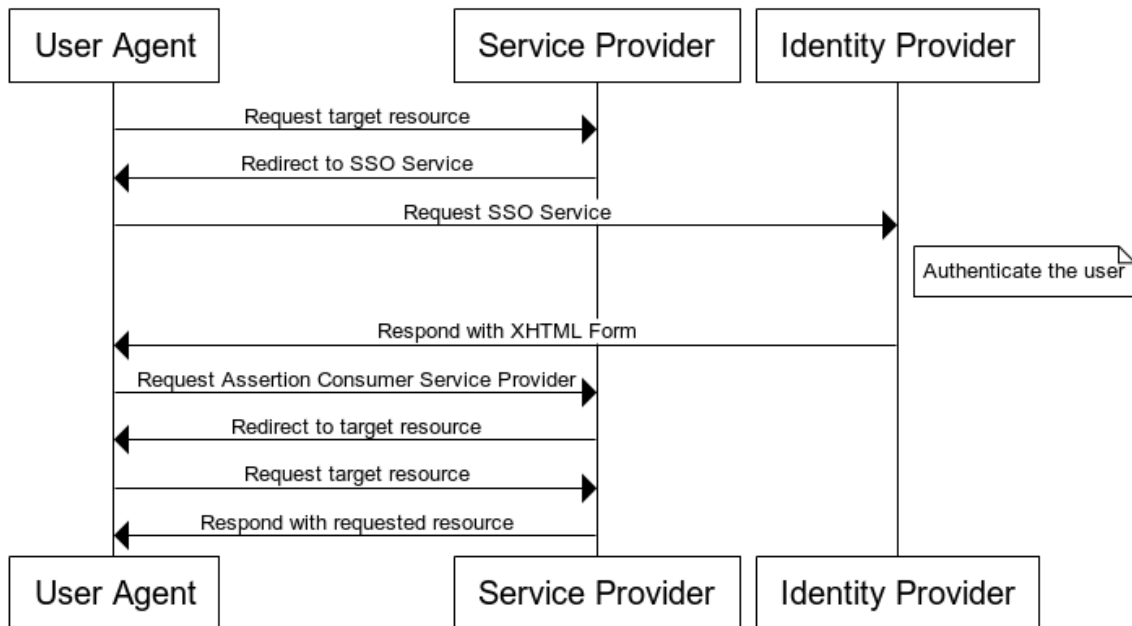 User Agent
Service Provider
Identity Provider
Request target resource
Redirect to SSO Service
Request SSO Service
Authenticate the user
Respond with XHTML Form
Request Assertion Consumer Service Provider
Redirect to target resource
Request target resource
Respond with requested resource
User Agent
Service Provider
Identity Provider